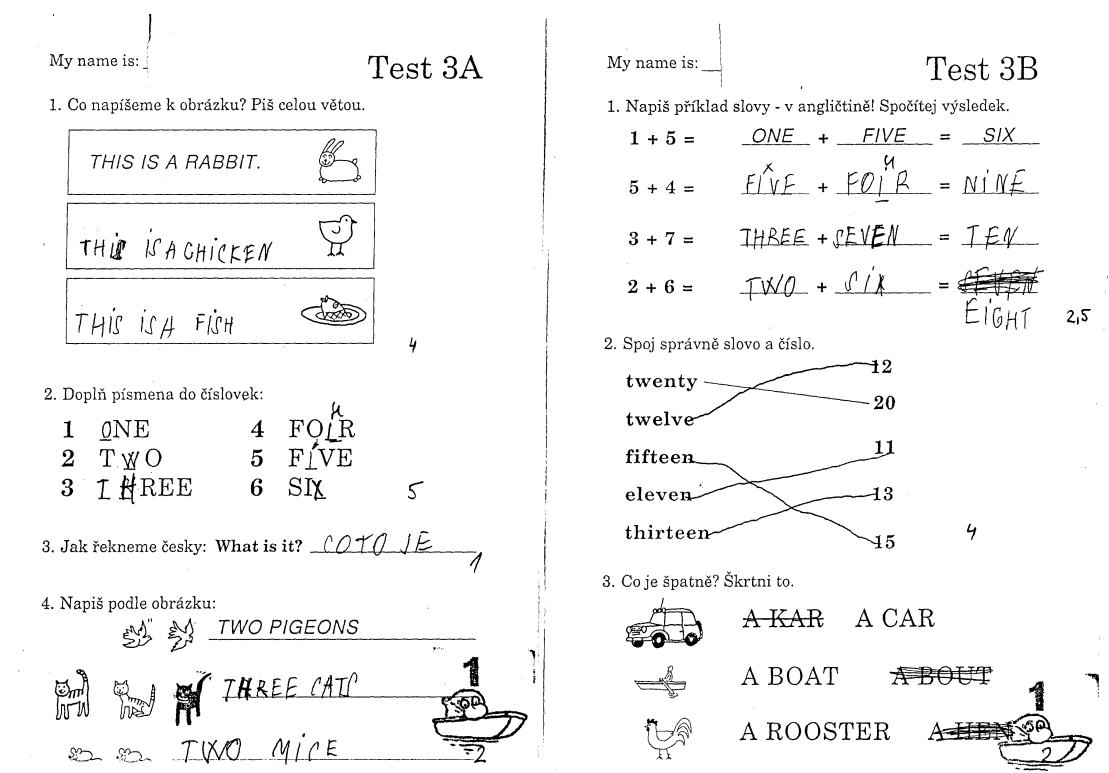 My name is:
Test 3A
1. Co napíšeme k obrázku? Piš celou větou.
THIS IS A RABBIT.
THIS IS A CHICKEN
THIS IS A FISH
4
2. Doplň písmena do číslovek:
1 ONE 4 FOIR u
2 TWO 5 FIVE
3 THREE 6 SIX
5
3. Jak řekneme česky: What is it? COTO JE
1
4. Napiš podle obrázku:
TWO PIGEONS
THREE CATS
TWO MICE
1
2
My name is:
Test 3B
1. Napiš příklad slovy - v angličtině! Spočítej výsledek.
1 + 5 = ONE + FIVE = SIX
5 + 4 = FIVE + FOIR u = NINE
3 + 7 = THREE + SEVEN = TEN
2 + 6 = TWO + SIX = SEVEN
EIGHT
2,5
2. Spoj správně slovo a číslo.
twenty 12
twelve 20
fifteen 11
eleven 13
thirteen 15
4
3. Co je špatně? Škrtni to.
A KAR A CAR
A BOAT A BOUT
A ROOSTER A HEN
1
2